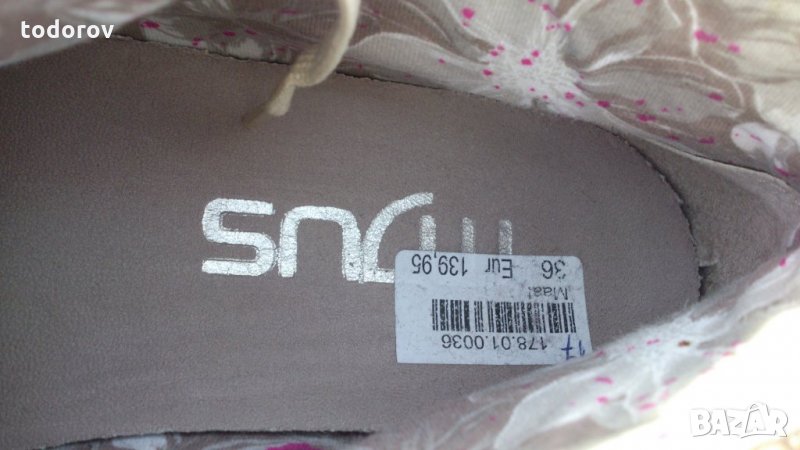 todorov
mjus
17 178.01.0036
Maat
36 Eur 139,95
BAZAR